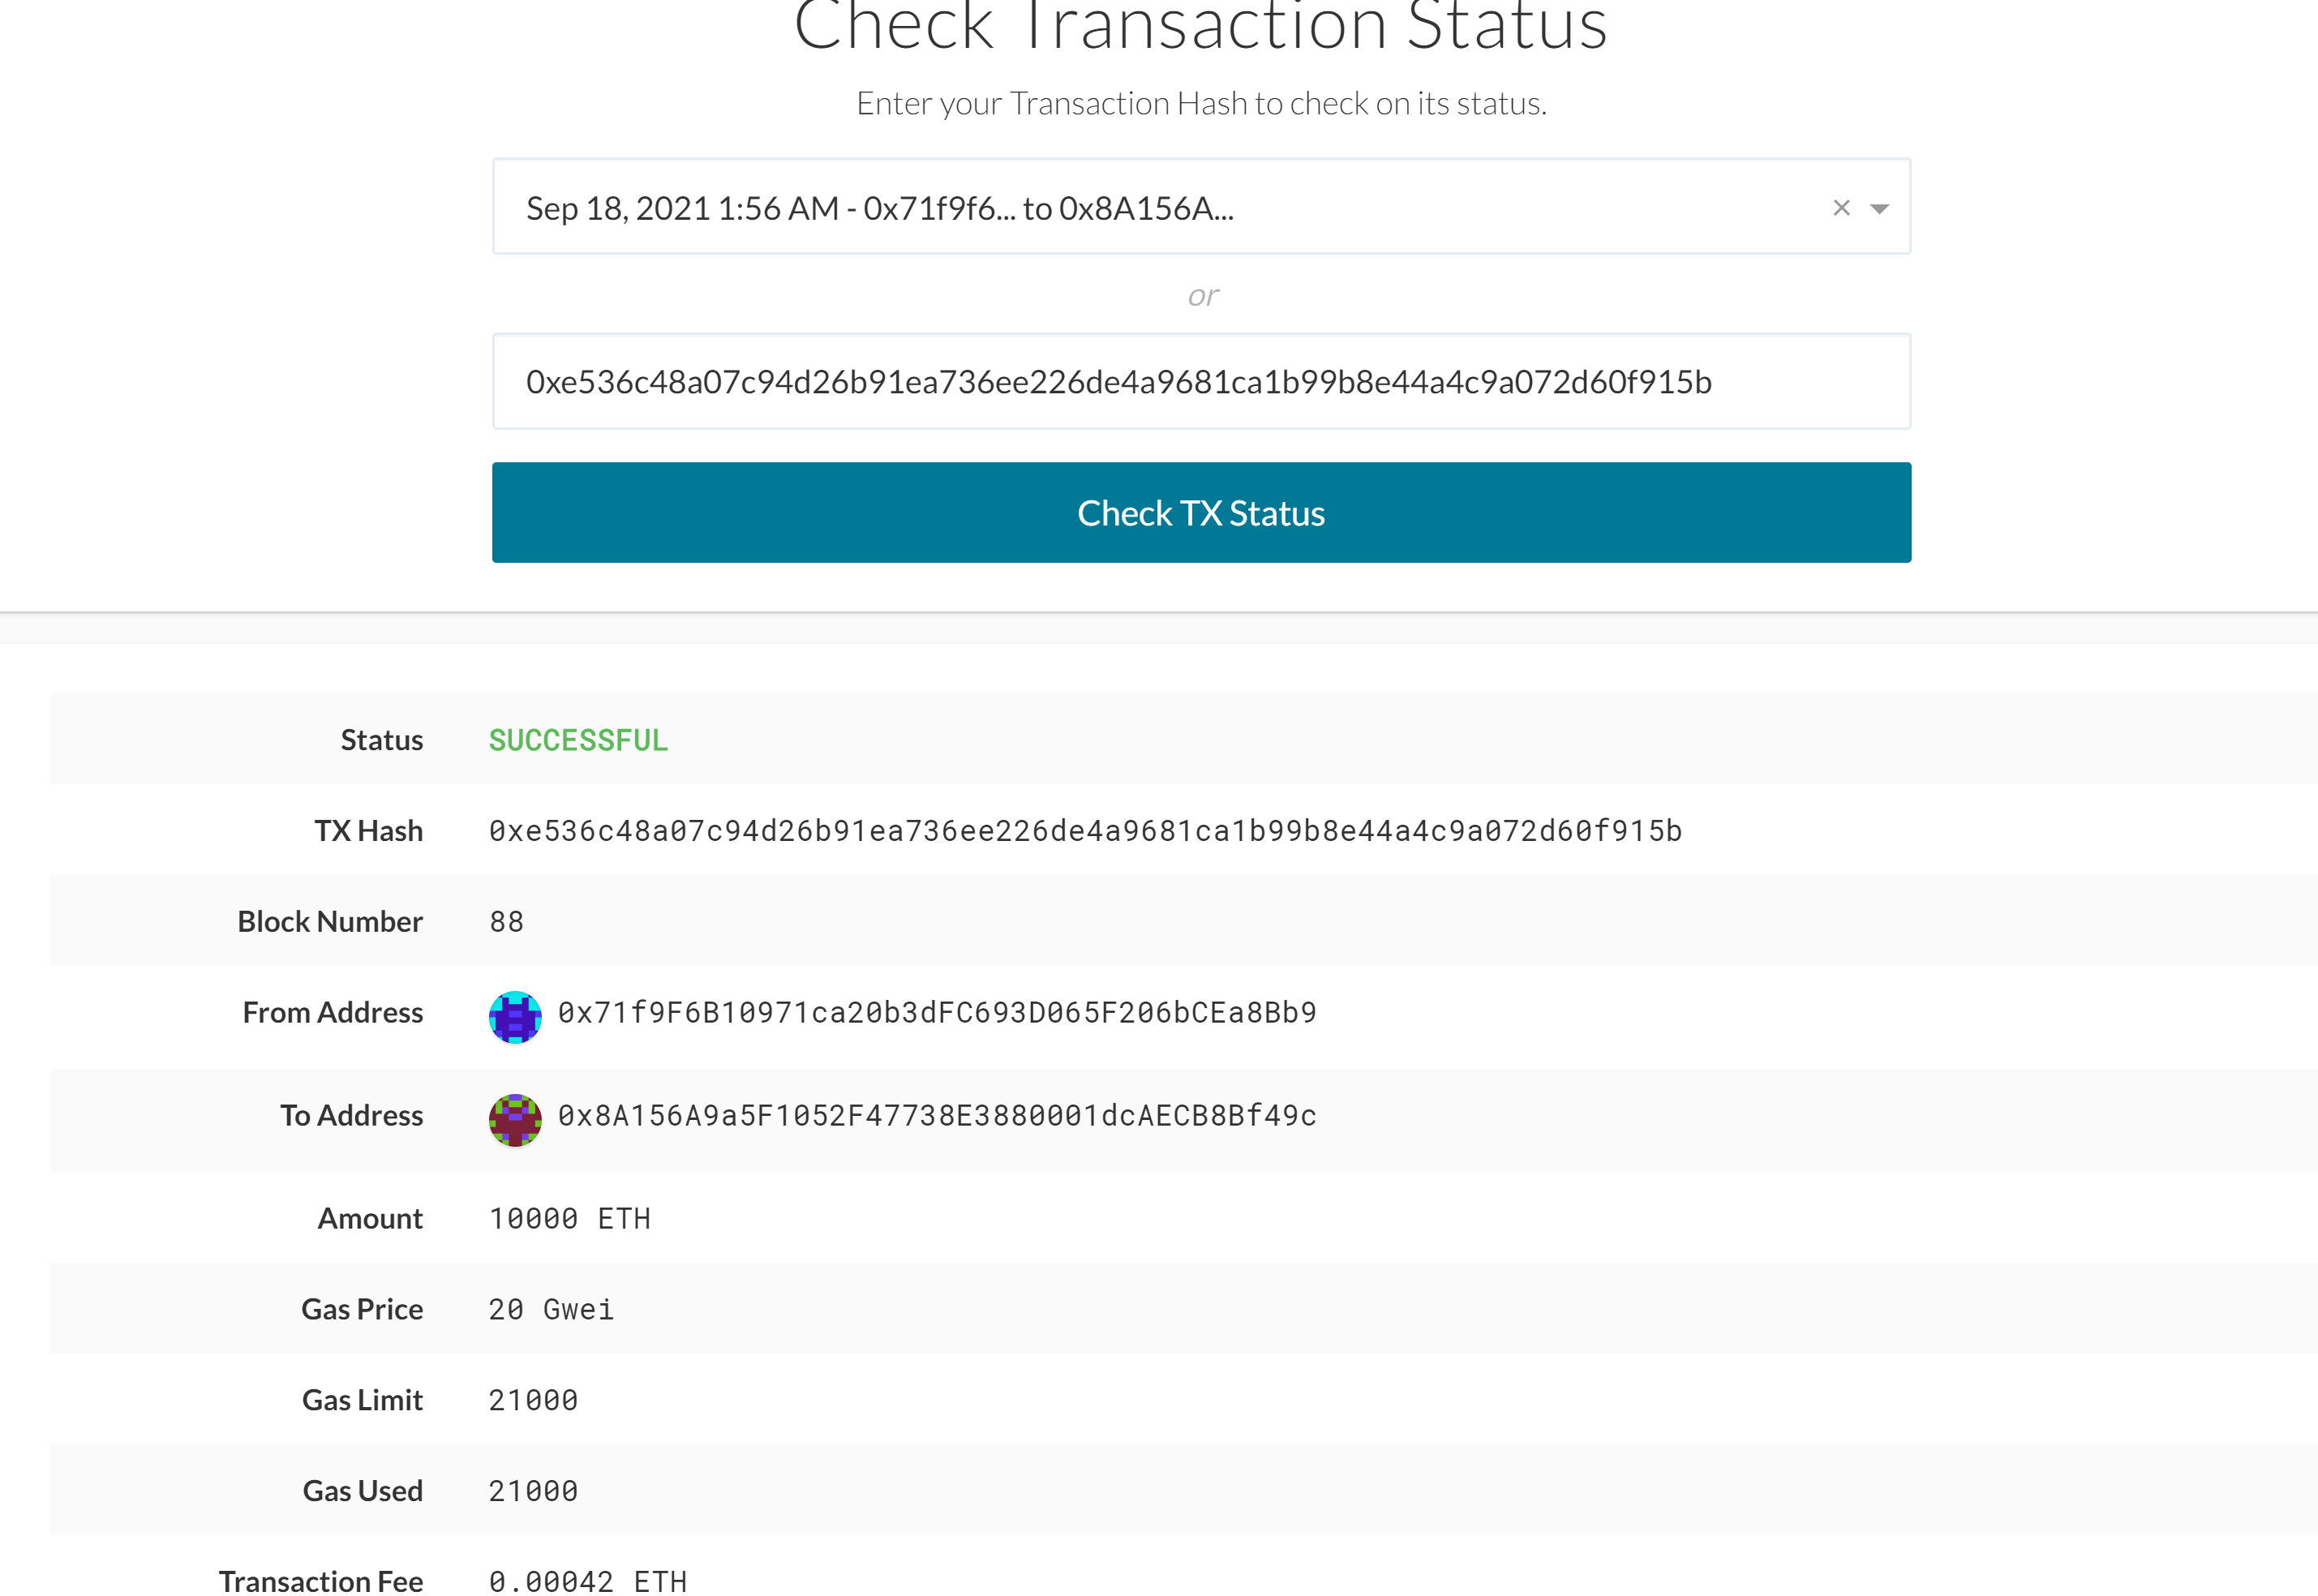 Check Transaction Status
Enter your Transaction Hash to check on its status.
Sep 18, 2021 1:56 AM - 0x71f9f6... to 0x8A156A...
or
0xe536c48a07c94d26b91ea736ee226de4a9681ca1b99b8e44a4c9a072d60f915b
Check TX Status
Status SUCCESSFUL
TX Hash 0xe536c48a07c94d26b91ea736ee226de4a9681ca1b99b8e44a4c9a072d60f915b
Block Number 88
From Address 0x71f9F6B10971ca20b3dFC693D065F206bCEa8Bb9
To Address 0x8A156A9a5F1052F47738E3880001dcAECB8Bf49c
Amount 10000 ETH
Gas Price 20 Gwei
Gas Limit 21000
Gas Used 21000
Transaction Fee 0.00042 ETH